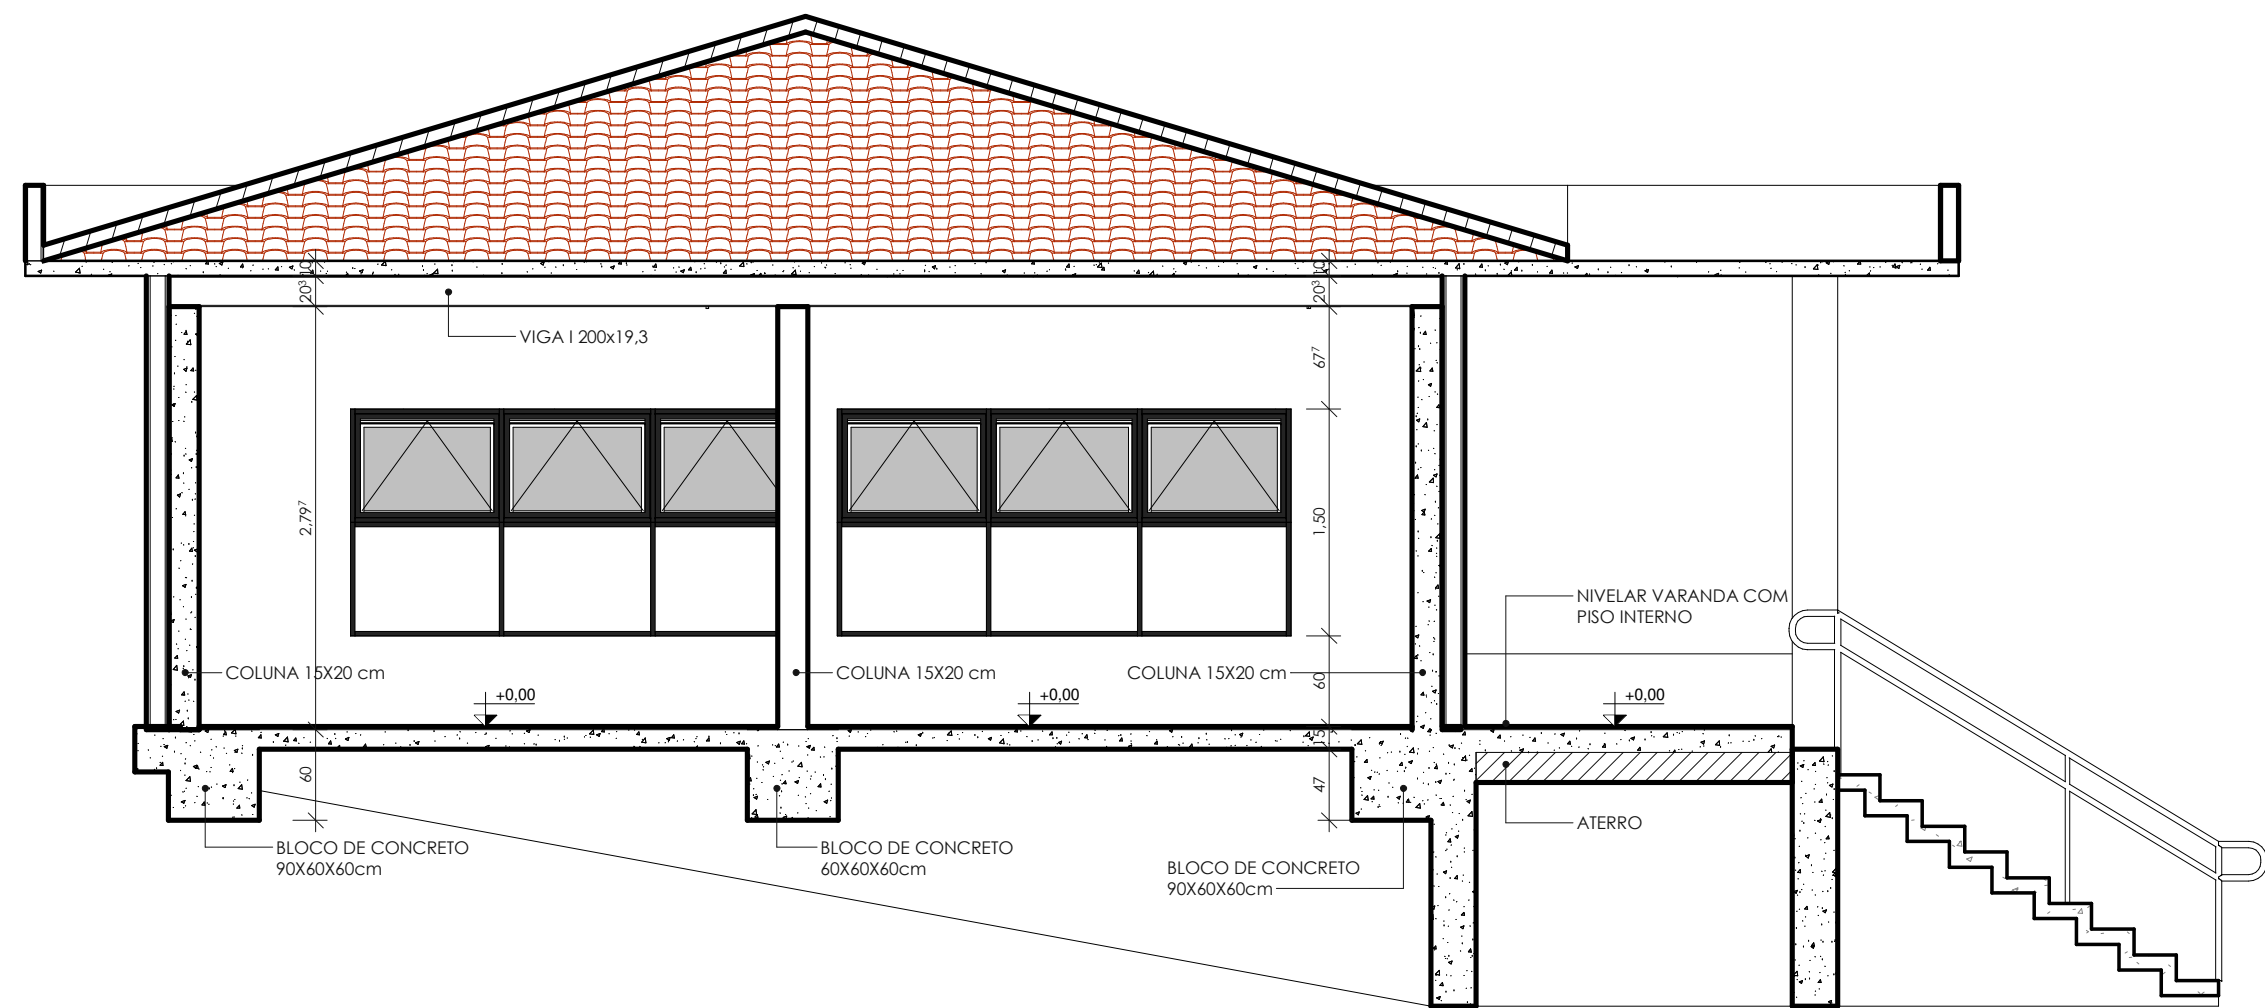 10
20³
10
20³
VIGA I 200x19,3
67⁷
2,79⁷
1,50
NIVELAR VARANDA COM
PISO INTERNO
COLUNA 15X20 cm
COLUNA 15X20 cm
COLUNA 15X20 cm
60
+0,00
+0,00
+0,00
15
60
47
ATERRO
BLOCO DE CONCRETO
90X60X60cm
BLOCO DE CONCRETO
60X60X60cm
BLOCO DE CONCRETO
90X60X60cm